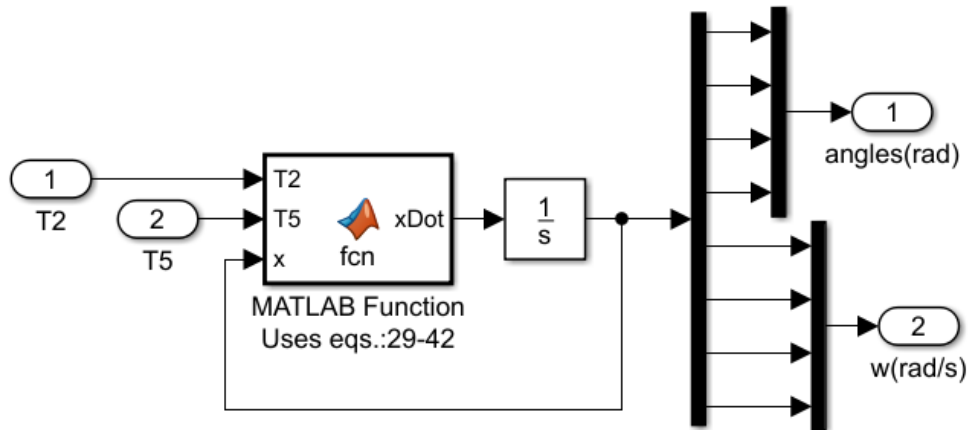 1
T2
2
T5
T2
T5
x
xDot
fcn
MATLAB Function
Uses eqs.:29-42
1
s
1
angles(rad)
2
w(rad/s)